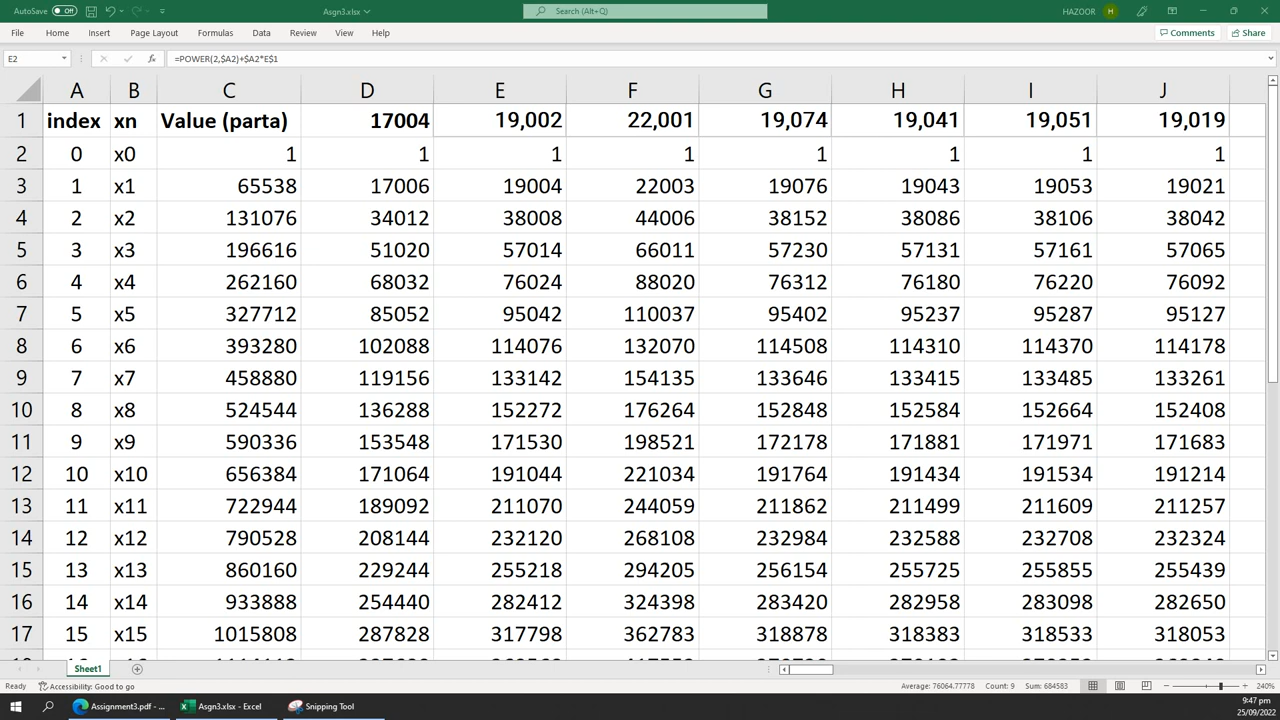 AutoSave Off Asgn3.xlsx Search (Alt+Q) HAZOOR H
File Home Insert Page Layout Formulas Data Review View Help Comments Share
E2 fx =POWER(2,$A2)+$A2*E$1
A B C D E F G H I J
1 index xn Value (parta) 17004 19,002 22,001 19,074 19,041 19,051 19,019
2 0 x0 1 1 1 1 1 1 1 1
3 1 x1 65538 17006 19004 22003 19076 19043 19053 19021
4 2 x2 131076 34012 38008 44006 38152 38086 38106 38042
5 3 x3 196616 51020 57014 66011 57230 57131 57161 57065
6 4 x4 262160 68032 76024 88020 76312 76180 76220 76092
7 5 x5 327712 85052 95042 110037 95402 95237 95287 95127
8 6 x6 393280 102088 114076 132070 114508 114310 114370 114178
9 7 x7 458880 119156 133142 154135 133646 133415 133485 133261
10 8 x8 524544 136288 152272 176264 152848 152584 152664 152408
11 9 x9 590336 153548 171530 198521 172178 171881 171971 171683
12 10 x10 656384 171064 191044 221034 191764 191434 191534 191214
13 11 x11 722944 189092 211070 244059 211862 211499 211609 211257
14 12 x12 790528 208144 232120 268108 232984 232588 232708 232324
15 13 x13 860160 229244 255218 294205 256154 255725 255855 255439
16 14 x14 933888 254440 282412 324398 283420 282958 283098 282650
17 15 x15 1015808 287828 317798 362783 318878 318383 318533 318053
Sheet1
Ready Accessibility: Good to go Average: 76064.77778 Count: 9 Sum: 684583 240%
Assignment3.pdf - ... Asgn3.xlsx - Excel Snipping Tool 9:47 pm
25/09/2022